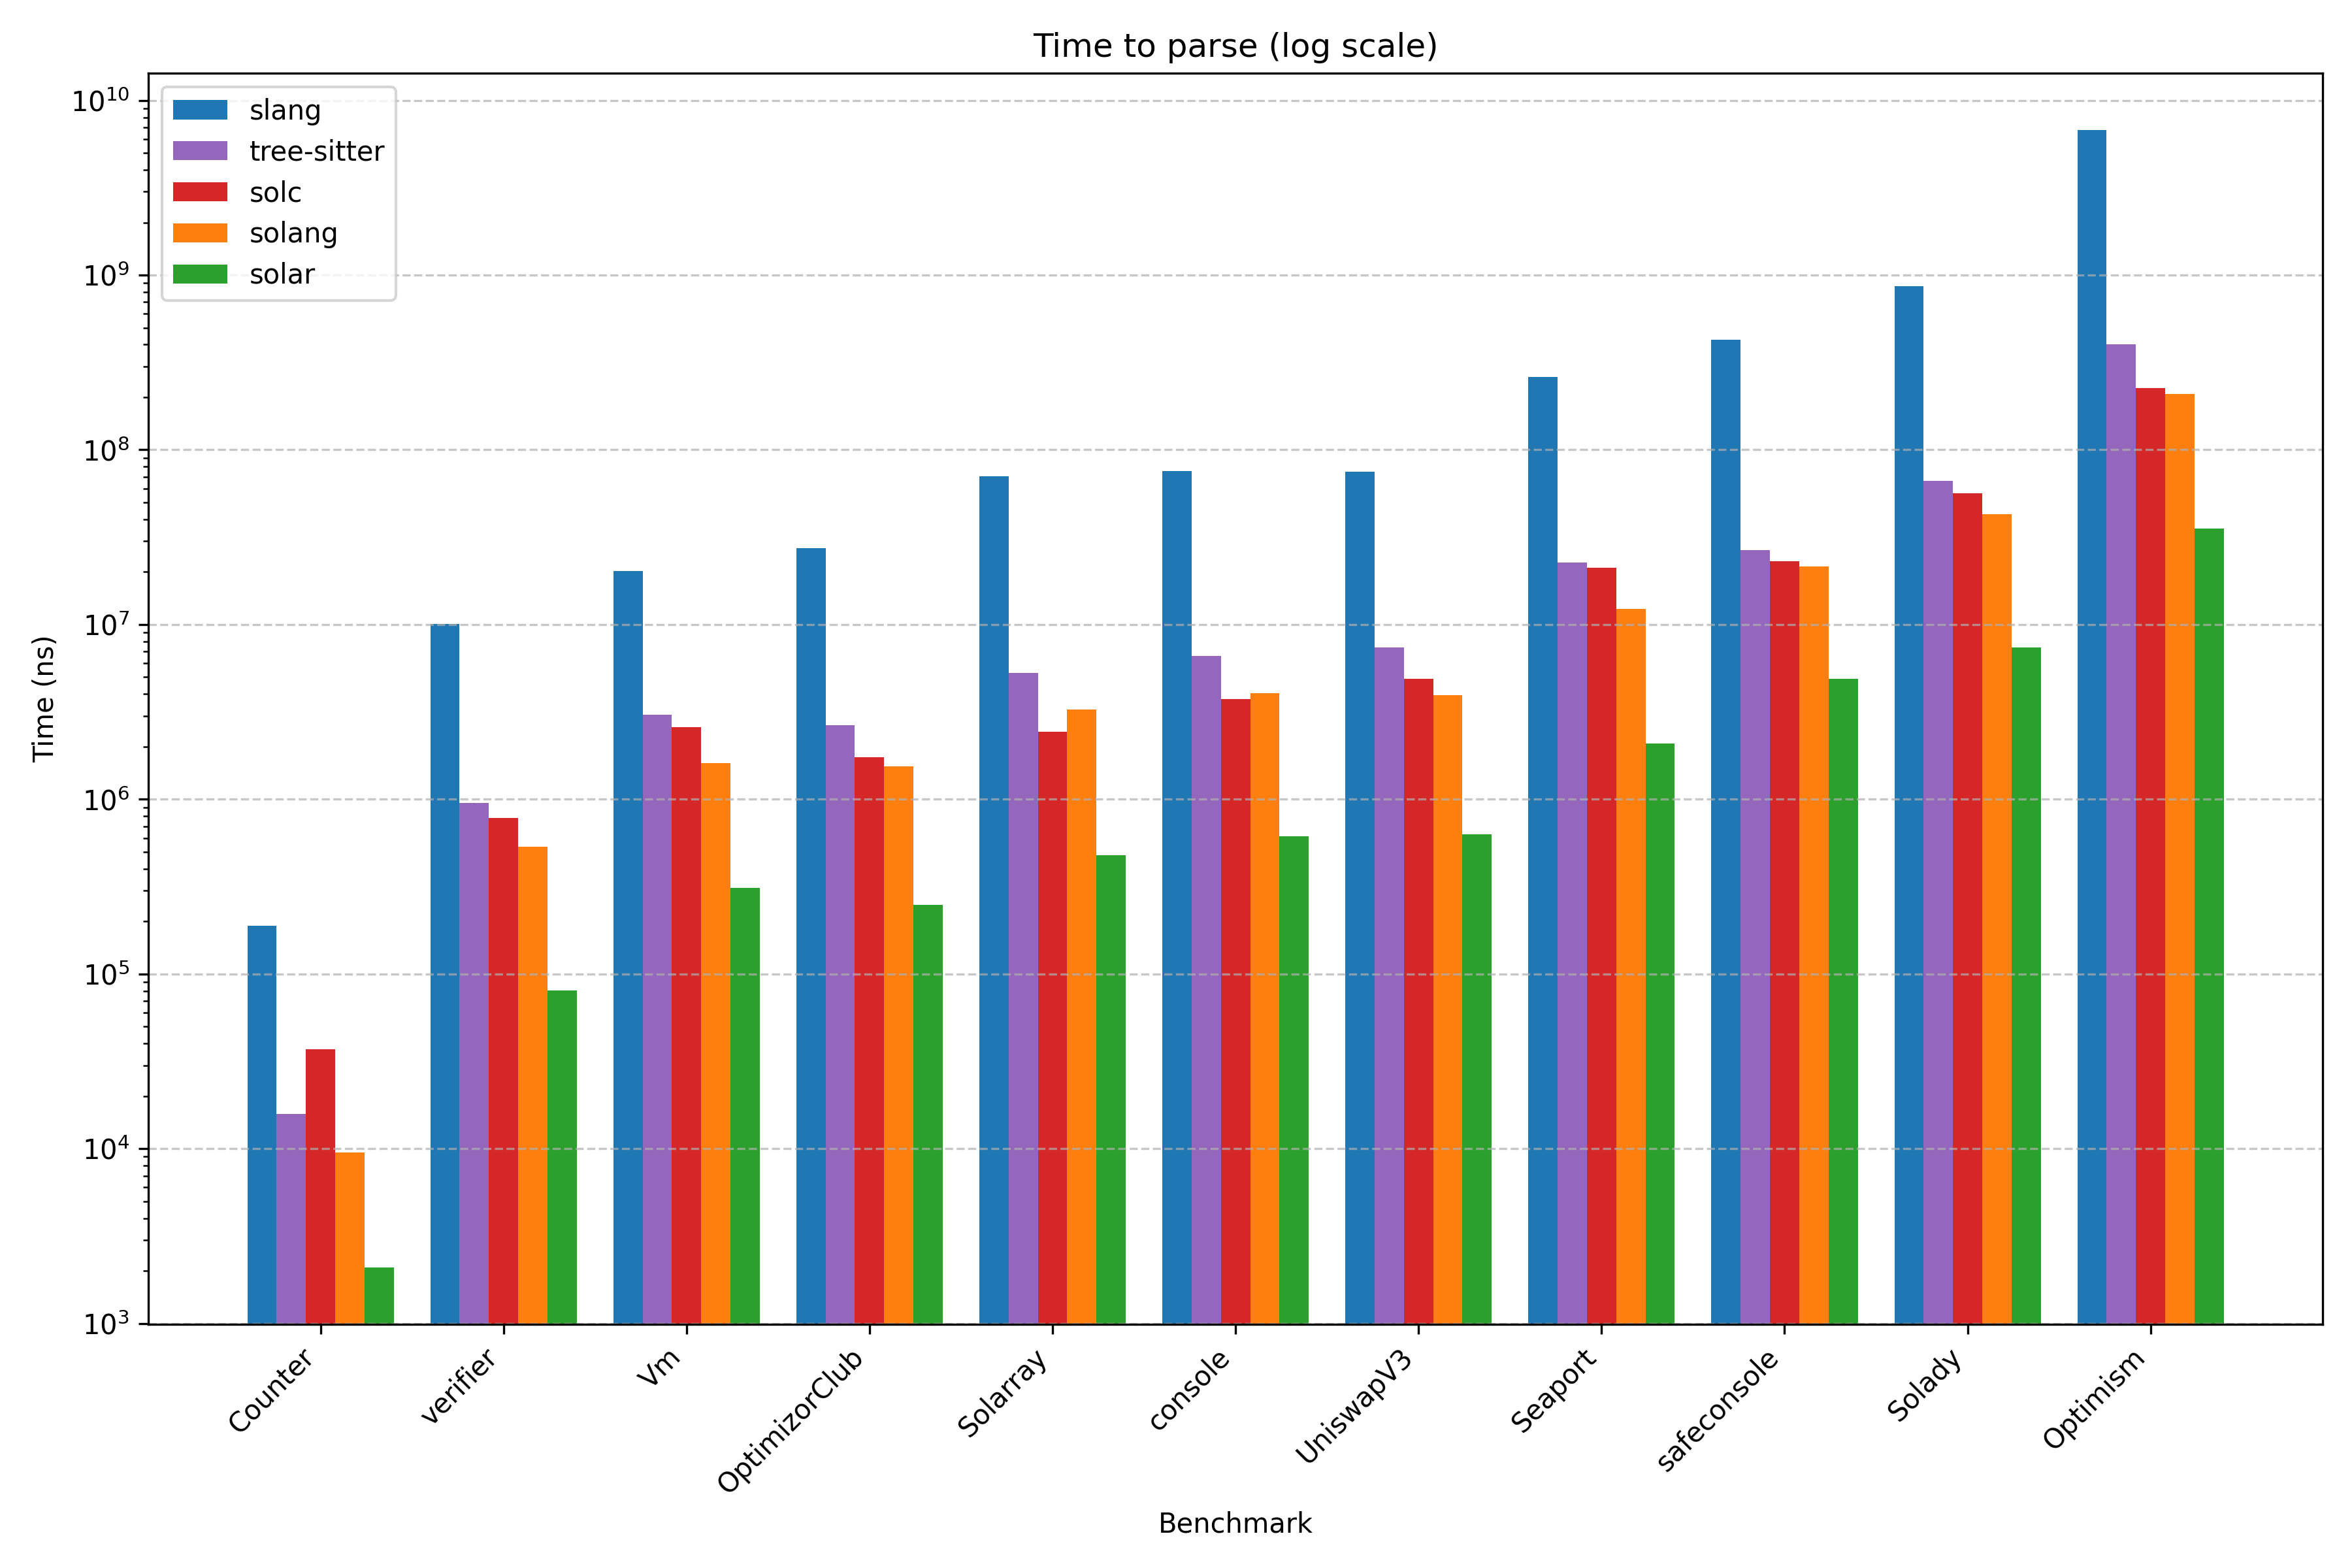 Time to parse (log scale)
slang
tree-sitter
solc
solang
solar
Time (ns)
10¹⁰
10⁹
10⁸
10⁷
10⁶
10⁵
10⁴
10³
Counter
verifier
Vm
OptimizorClub
Solarray
console
UniswapV3
Seaport
safeconsole
Solady
Optimism
Benchmark